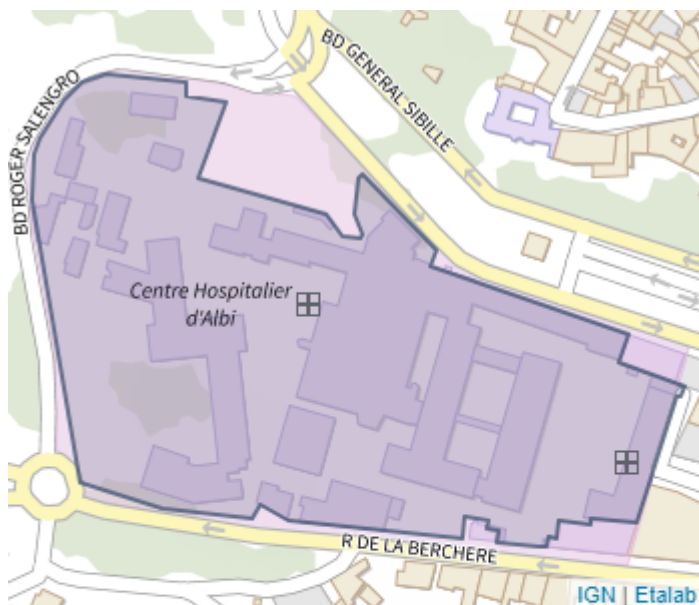 BD GENERAL SIBILLE
BD ROGER SALENGRO
Centre Hospitalier
d'Albi
R DE LA BERCHERE
IGN | Etalab